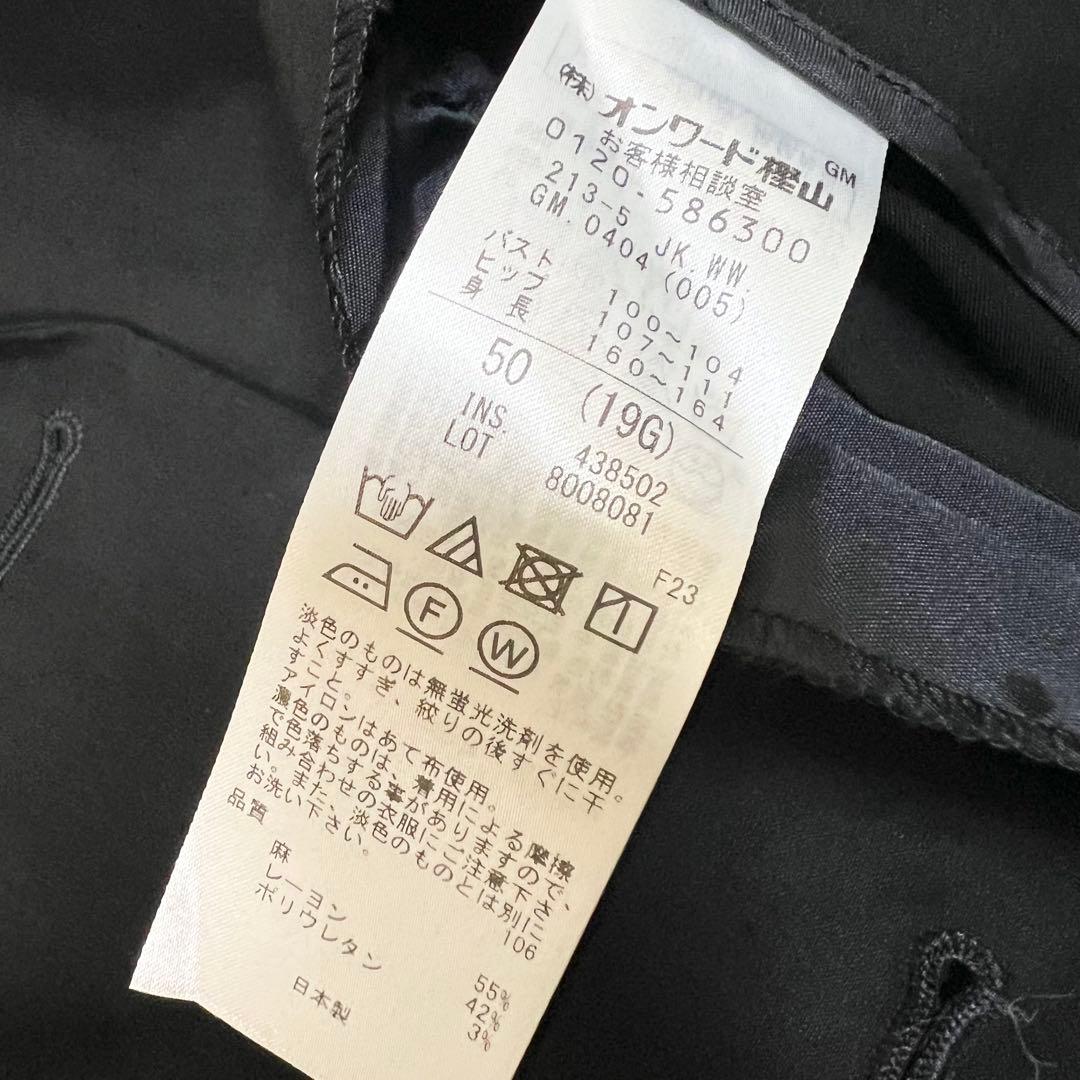 (株)オンワード樫山 GM
お客様相談室
0120-586300
213-5 JK.WW.
GM.0404(005)
バスト 100~104
ヒップ 107~111
身長 160~164
50 (19G)
INS. 438502
LOT 8008081
F23
F
W
淡色のものは無蛍光洗剤を使用。
よくすすぎ、絞りの後すぐに干
すこと。
アイロンはあて布使用。
濃色のものは、着用による摩擦
で色落ちする事がありますので、
組み合わせの衣服にご注意下さ
い。また、淡色のものとは別に
お洗い下さい。
106
品質
麻 55%
レーヨン 42%
ポリウレタン 3%
日本製